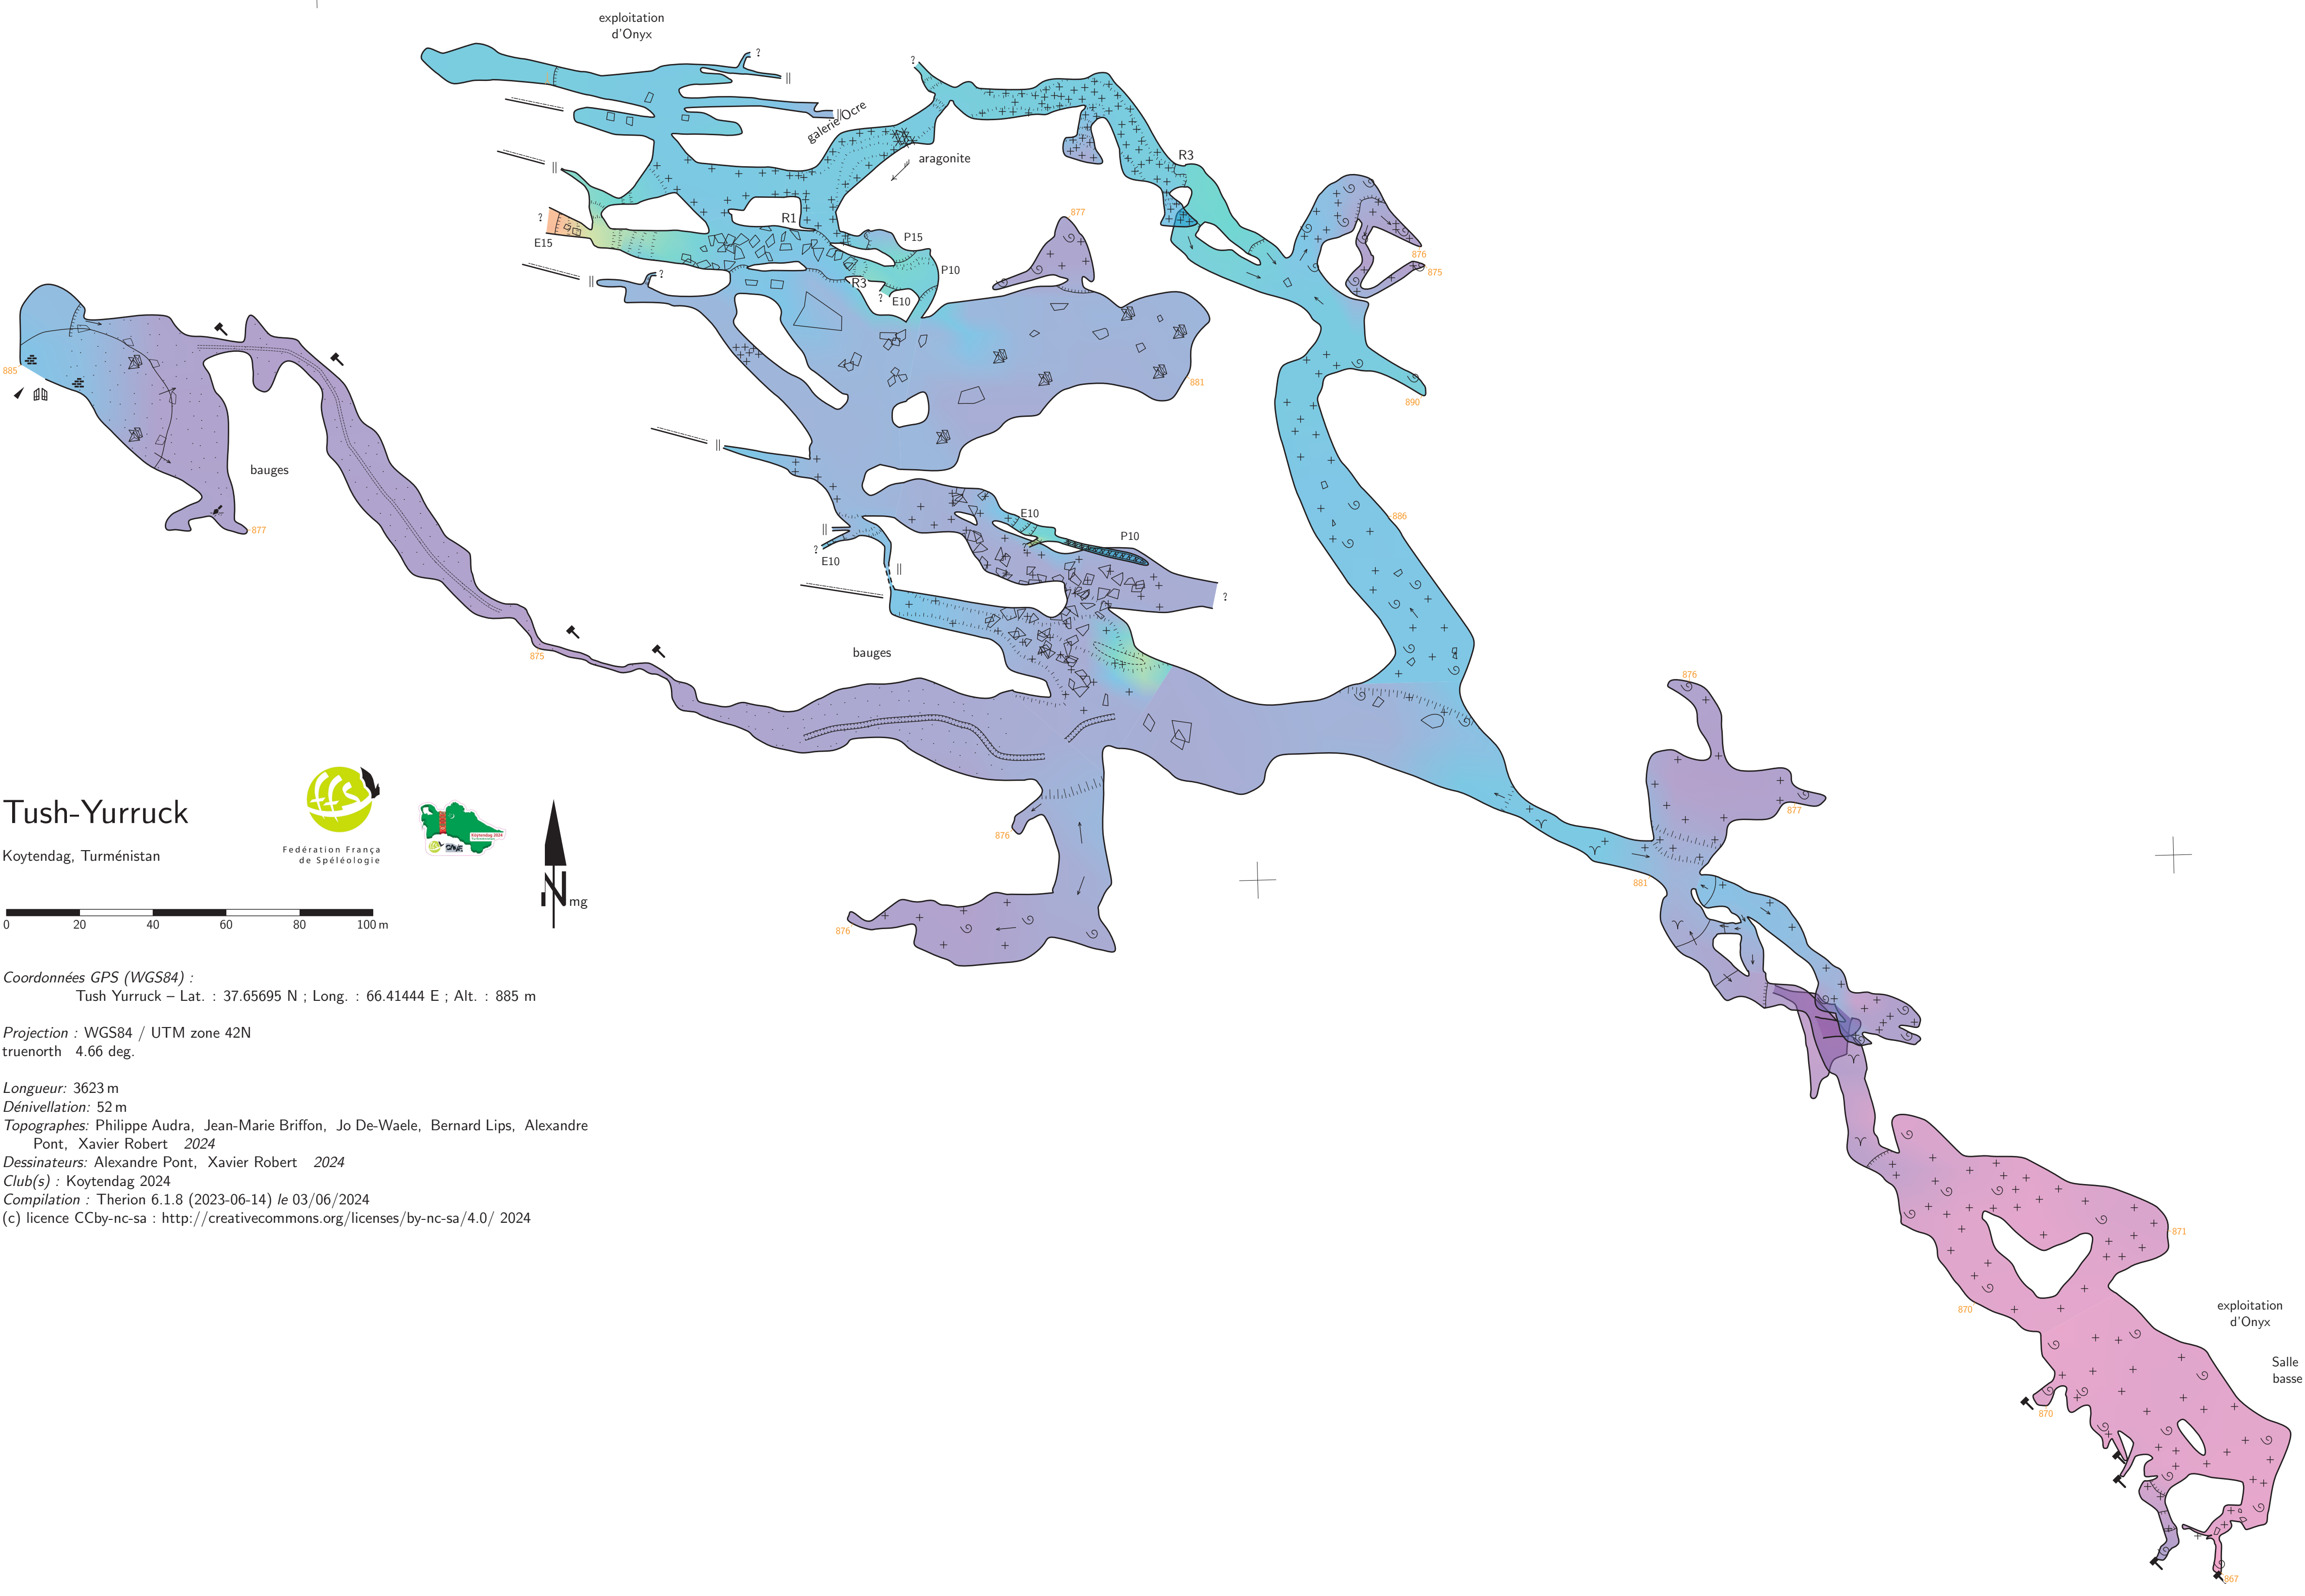 exploitation
d'Onyx
?
||
?
||
galerie Ocre
aragonite
R3
||
?
E15
R1
P15
P10
R3
?
E10
877
876
875
||
?
881
890
885
bauges
877
||
886
E10
?
P10
||
?
E10
||
?
875
bauges
876
877
881
876
876
Tush-Yurruck
Koytendag, Turménistan
Fedération França
de Spéléologie
Koytendag 2024
N mg
0 20 40 60 80 100 m
Coordonnées GPS (WGS84) :
Tush Yurruck – Lat. : 37.65695 N ; Long. : 66.41444 E ; Alt. : 885 m
Projection : WGS84 / UTM zone 42N
truenorth 4.66 deg.
Longueur: 3623 m
Dénivellation: 52 m
Topographes: Philippe Audra, Jean-Marie Briffon, Jo De-Waele, Bernard Lips, Alexandre
Pont, Xavier Robert 2024
Dessinateurs: Alexandre Pont, Xavier Robert 2024
Club(s) : Koytendag 2024
Compilation : Therion 6.1.8 (2023-06-14) le 03/06/2024
(c) licence CCby-nc-sa : http://creativecommons.org/licenses/by-nc-sa/4.0/ 2024
871
870
exploitation
d'Onyx
Salle
basse
870
867